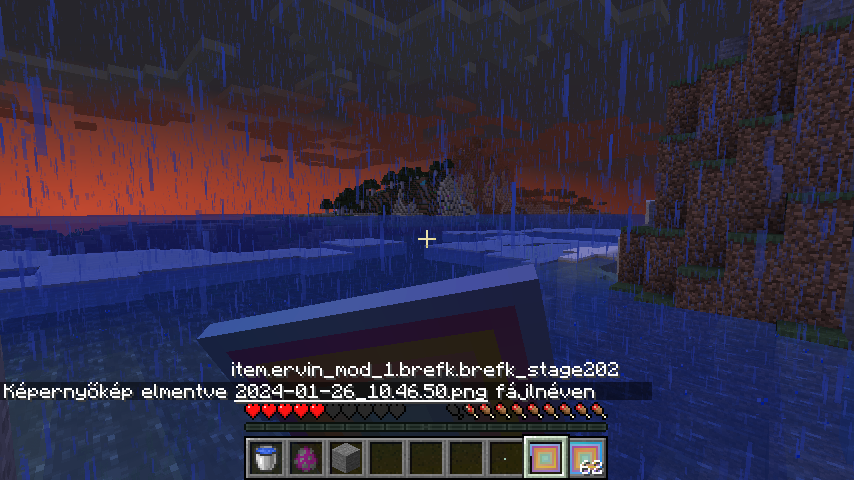 item.ervin_mod_1.brefk.brefk_stage202
Képernyőkép elmentve 2024-01-26_10.46.50.png fájlnéven
62